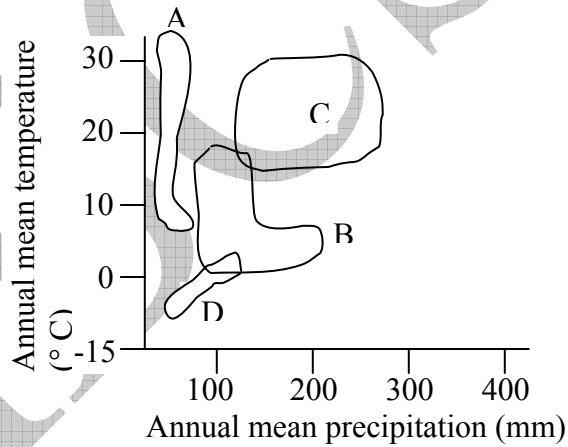 A
30
20
10
0
-15
C
B
D
Annual mean temperature
(° C)
100 200 300 400
Annual mean precipitation (mm)